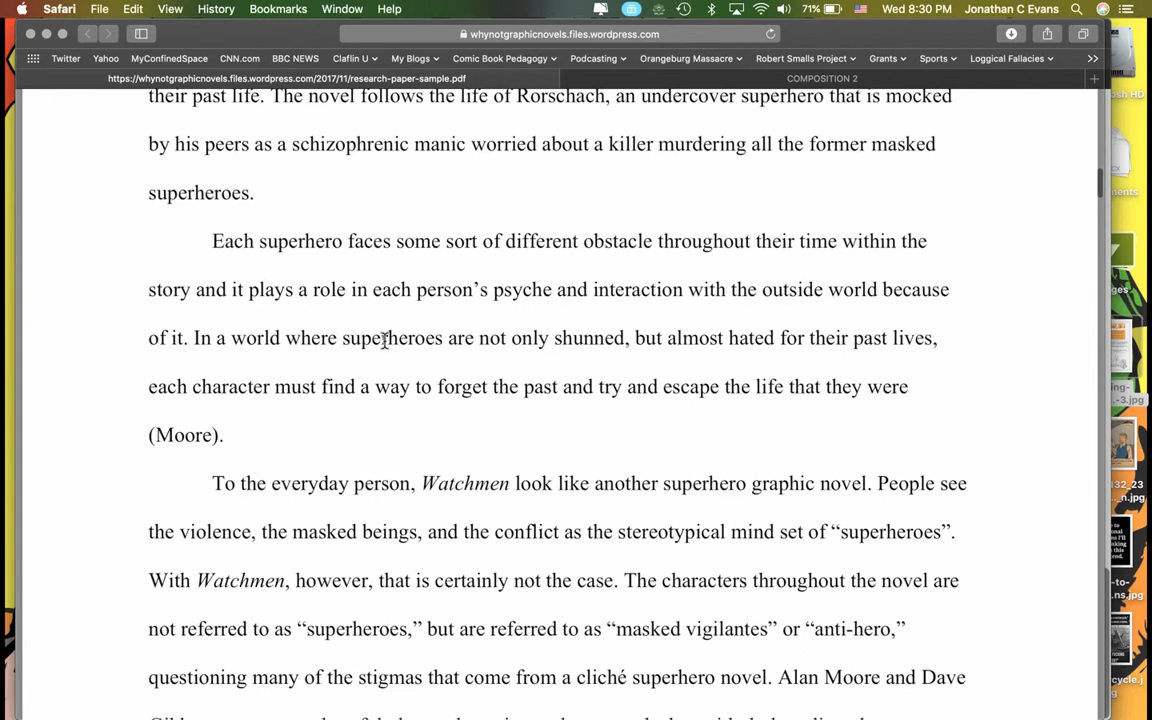 Safari File Edit View History Bookmarks Window Help 71% Wed 8:30 PM Jonathan C Evans
whynotgraphicnovels.files.wordpress.com
Twitter Yahoo MyConfinedSpace CNN.com BBC NEWS Claflin U My Blogs Comic Book Pedagogy Podcasting Orangeburg Massacre Robert Smalls Project Grants Sports Loggical Fallacies
https://whynotgraphicnovels.files.wordpress.com/2017/11/research-paper-sample.pdf COMPOSITION 2
their past life. The novel follows the life of Rorschach, an undercover superhero that is mocked
by his peers as a schizophrenic manic worried about a killer murdering all the former masked
superheroes.
Each superhero faces some sort of different obstacle throughout their time within the
story and it plays a role in each person’s psyche and interaction with the outside world because
of it. In a world where superheroes are not only shunned, but almost hated for their past lives,
each character must find a way to forget the past and try and escape the life that they were
(Moore).
To the everyday person, Watchmen look like another superhero graphic novel. People see
the violence, the masked beings, and the conflict as the stereotypical mind set of “superheroes”.
With Watchmen, however, that is certainly not the case. The characters throughout the novel are
not referred to as “superheroes,” but are referred to as “masked vigilantes” or “anti-hero,”
questioning many of the stigmas that come from a cliché superhero novel. Alan Moore and Dave